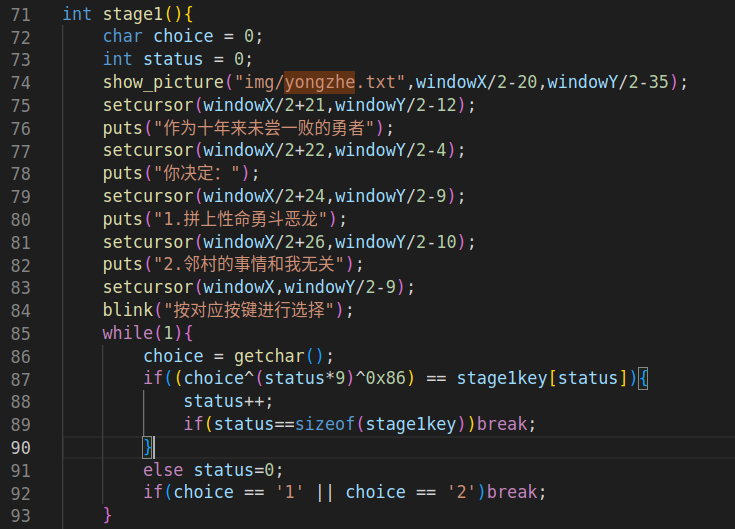 71 int stage1(){
72 char choice = 0;
73 int status = 0;
74 show_picture("img/yongzhe.txt",windowX/2-20,windowY/2-35);
75 setcursor(windowX/2+21,windowY/2-12);
76 puts("作为十年来未尝一败的勇者");
77 setcursor(windowX/2+22,windowY/2-4);
78 puts("你决定：");
79 setcursor(windowX/2+24,windowY/2-9);
80 puts("1.拼上性命勇斗恶龙");
81 setcursor(windowX/2+26,windowY/2-10);
82 puts("2.邻村的事情和我无关");
83 setcursor(windowX,windowY/2-9);
84 blink("按对应按键进行选择");
85 while(1){
86 choice = getchar();
87 if((choice^(status*9)^0x86) == stage1key[status]){
88 status++;
89 if(status==sizeof(stage1key))break;
90 }
91 else status=0;
92 if(choice == '1' || choice == '2')break;
93 }